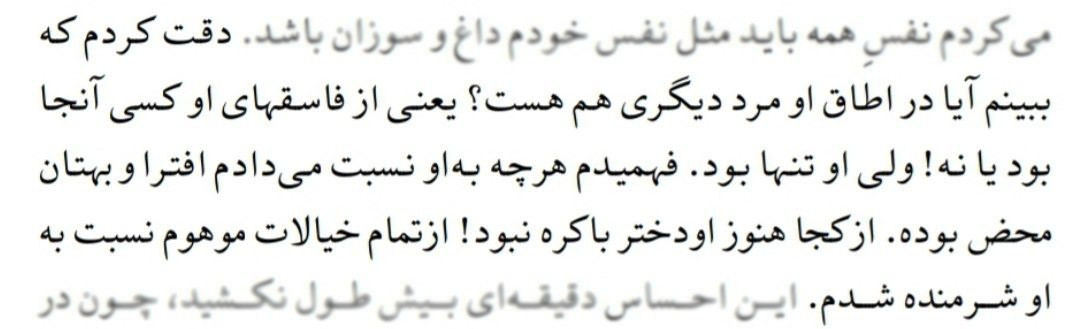 می‌کردم نفسِ همه باید مثل نفس خودم داغ و سوزان باشد. دقت کردم که
ببینم آیا در اطاق او مرد دیگری هم هست؟ یعنی از فاسقهای او کسی آنجا
بود یا نه! ولی او تنها بود. فهمیدم هرچه به‌او نسبت می‌دادم افترا و بهتان
محض بوده. ازکجا هنوز اودختر باکره نبود! ازتمام خیالات موهوم نسبت به
او شرمنده شدم. این احساس دقیقه‌ای بیش طول نکشید، چون در